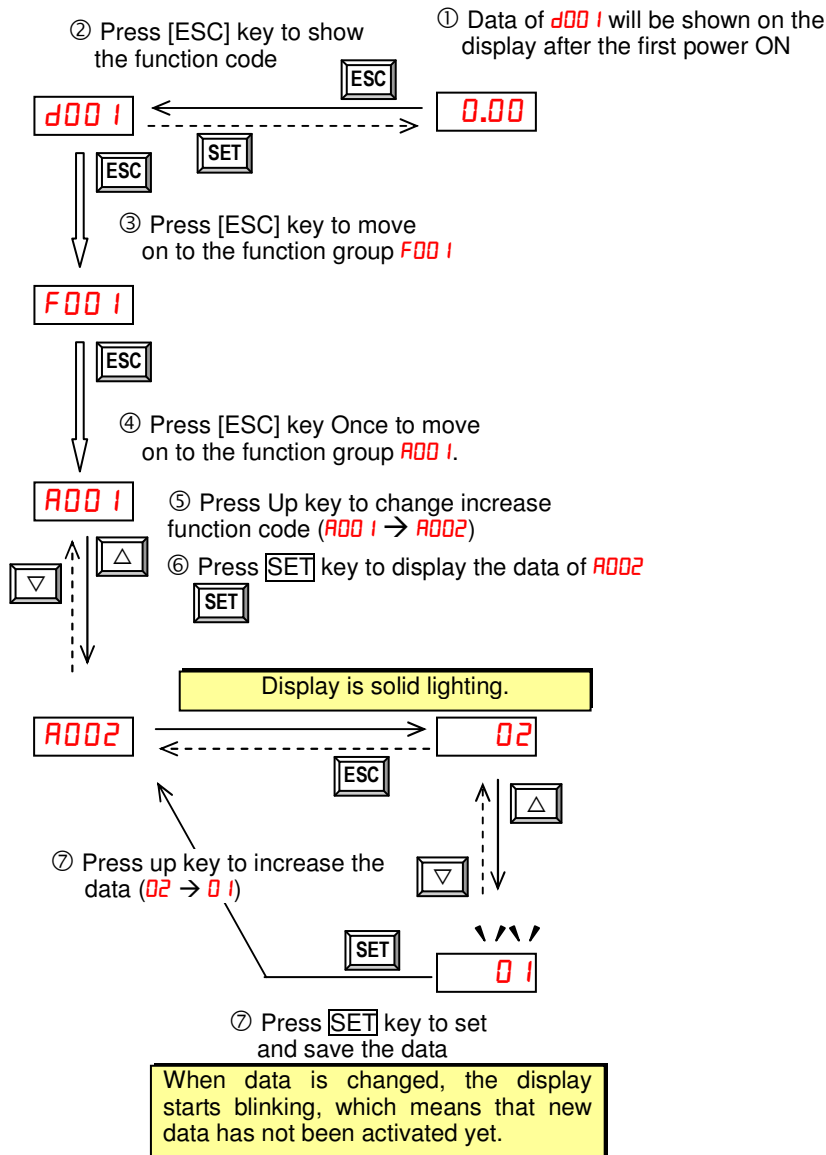 ① Data of d001 will be shown on the
display after the first power ON
② Press [ESC] key to show
the function code
ESC
d001
0.00
SET
ESC
③ Press [ESC] key to move
on to the function group F001
F001
ESC
④ Press [ESC] key Once to move
on to the function group A001.
A001
⑤ Press Up key to change increase
function code (A001 → A002)
△
▽
⑥ Press SET key to display the data of A002
SET
Display is solid lighting.
A002
02
ESC
△
⑦ Press up key to increase the
data (02 → 01)
▽
SET
01
⑦ Press SET key to set
and save the data
When data is changed, the display
starts blinking, which means that new
data has not been activated yet.